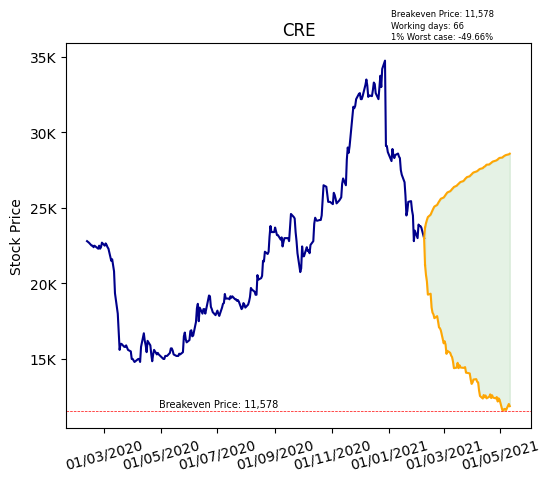 Breakeven Price: 11,578
Working days: 66
1% Worst case: -49.66%
CRE
Stock Price
35K
30K
25K
20K
15K
Breakeven Price: 11,578
01/03/2020 01/05/2020 01/07/2020 01/09/2020 01/11/2020 01/01/2021 01/03/2021 01/05/2021